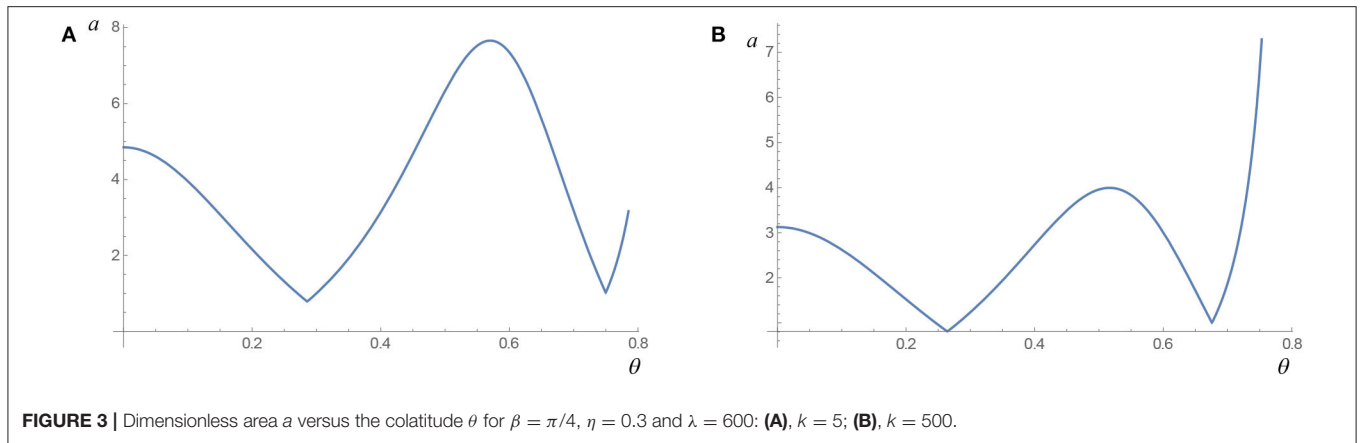 A a
8
6
4
2
0.2 0.4 0.6 0.8
θ
B a
7
6
5
4
3
2
0.2 0.4 0.6 0.8
θ
FIGURE 3 | Dimensionless area a versus the colatitude θ for β = π/4, η = 0.3 and λ = 600: (A), k = 5; (B), k = 500.